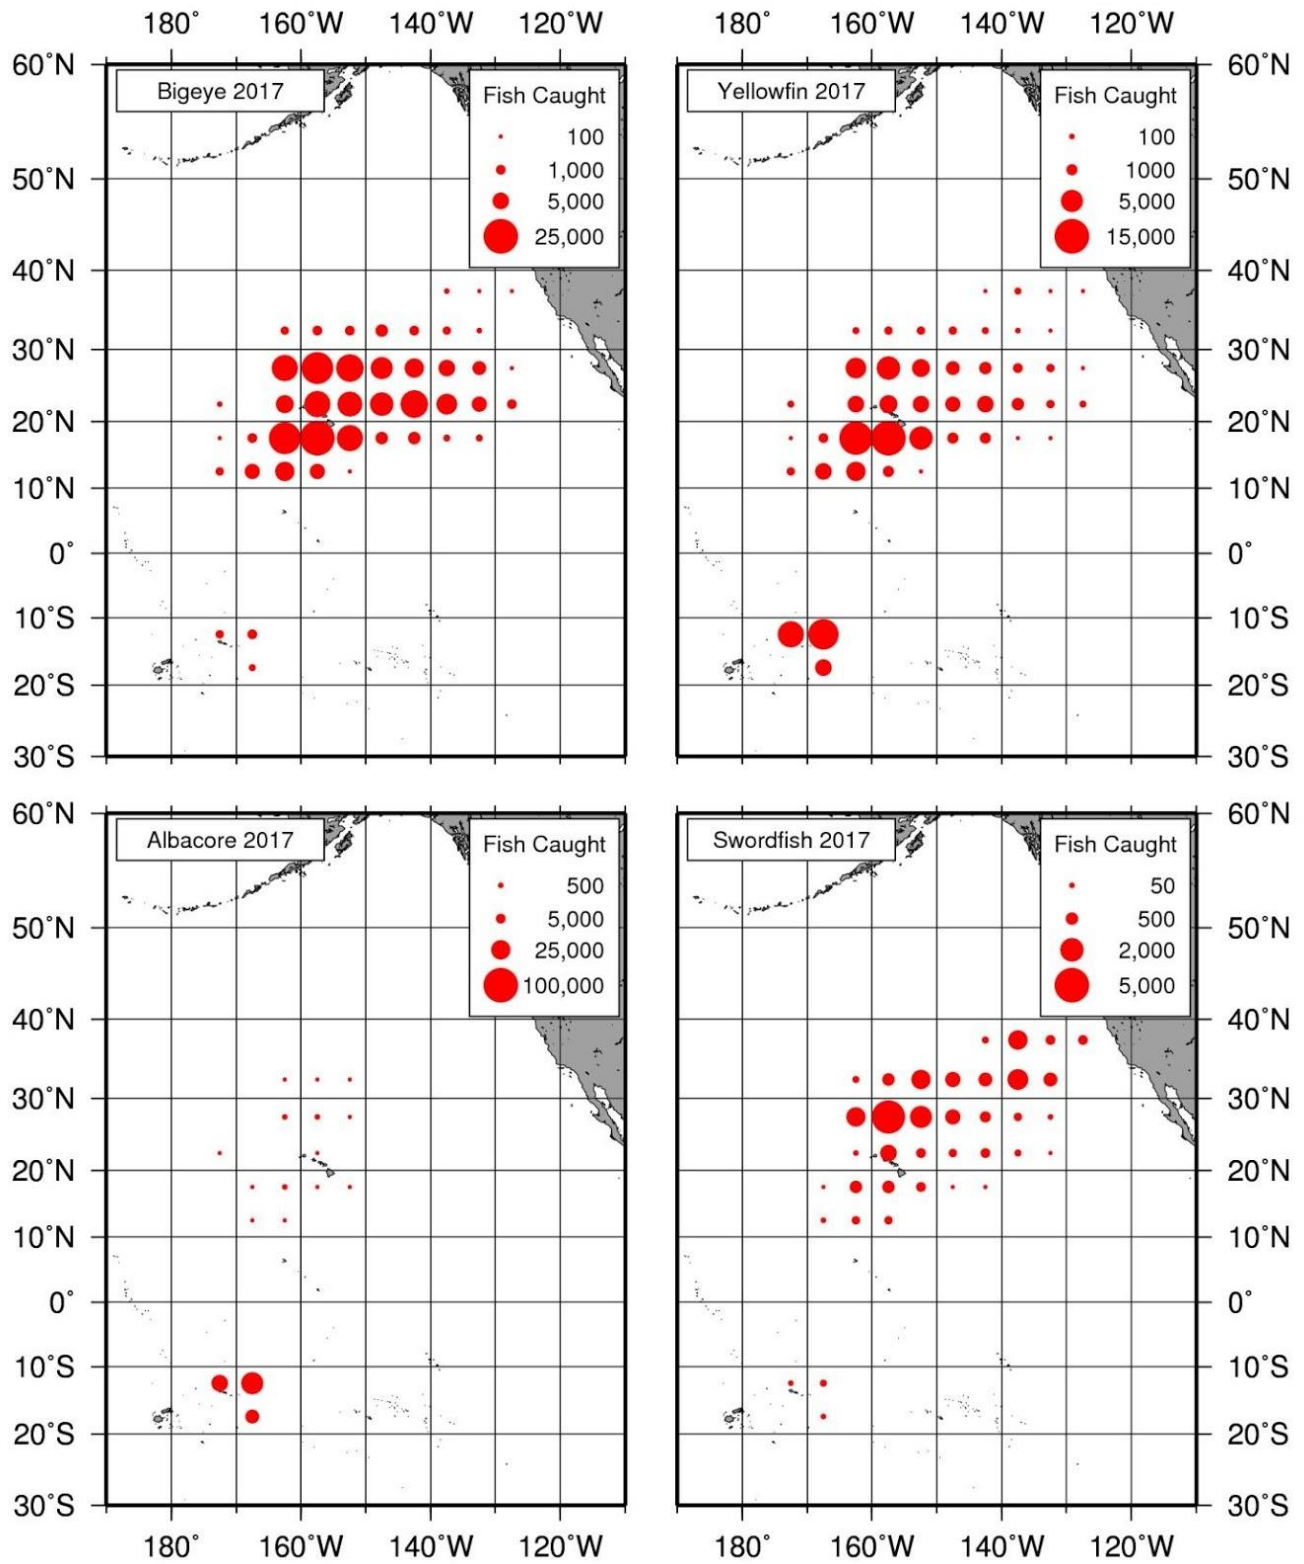 180˚ 160˚W 140˚W 120˚W 180˚ 160˚W 140˚W 120˚W
60˚N
50˚N
40˚N
30˚N
20˚N
10˚N
0˚
10˚S
20˚S
30˚S
Bigeye 2017
Fish Caught
100
1,000
5,000
25,000
Yellowfin 2017
Fish Caught
100
1000
5,000
15,000
60˚N
50˚N
40˚N
30˚N
20˚N
10˚N
0˚
10˚S
20˚S
30˚S
60˚N
50˚N
40˚N
30˚N
20˚N
10˚N
0˚
10˚S
20˚S
30˚S
Albacore 2017
Fish Caught
500
5,000
25,000
100,000
Swordfish 2017
Fish Caught
50
500
2,000
5,000
60˚N
50˚N
40˚N
30˚N
20˚N
10˚N
0˚
10˚S
20˚S
30˚S
180˚ 160˚W 140˚W 120˚W 180˚ 160˚W 140˚W 120˚W